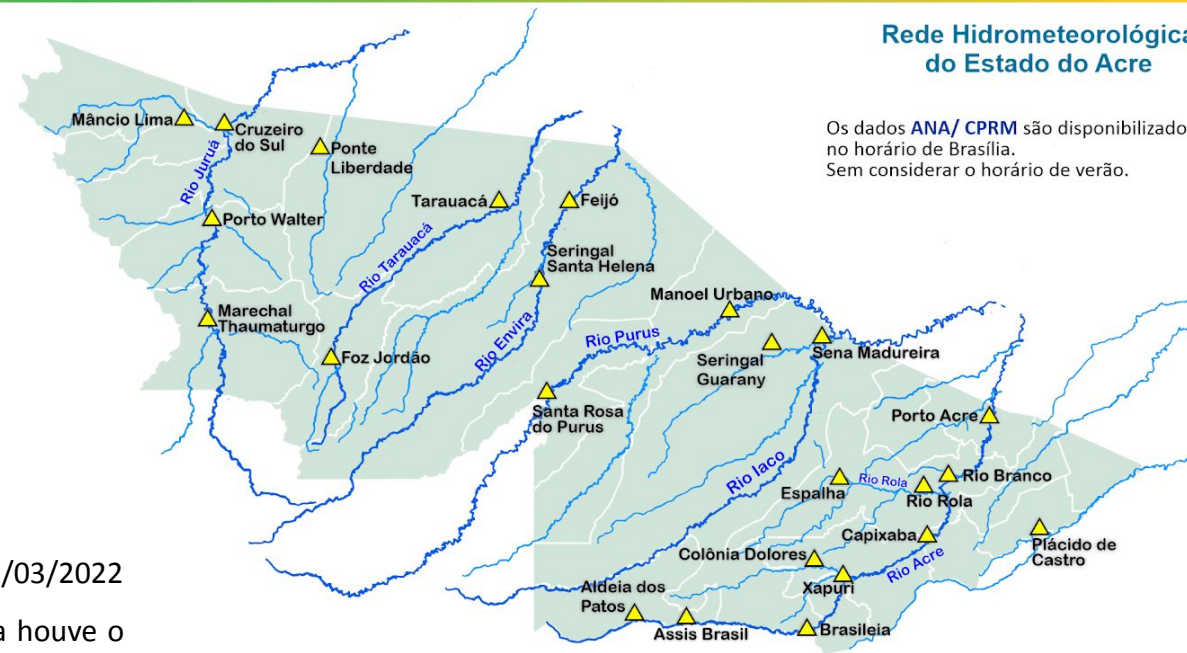 Rede Hidrometeorológica
do Estado do Acre
Os dados ANA/ CPRM são disponibilizado
no horário de Brasília.
Sem considerar o horário de verão.
Mâncio Lima
Cruzeiro
do Sul
Ponte
Liberdade
Rio Juruá
Tarauacá
Feijó
Porto Walter
Rio Tarauacá
Seringal
Santa Helena
Manoel Urbano
Marechal
Thaumaturgo
Rio Envira
Rio Purus
Foz Jordão
Seringal
Guarany
Sena Madureira
Santa Rosa
do Purus
Porto Acre
Rio Iaco
Espalha
Rio Rola
Rio Branco
Rio Rola
Capixaba
Plácido de
Castro
Colônia Dolores
Rio Acre
Xapuri
Aldeia dos
Patos
Assis Brasil
Brasileia
/03/2022
a houve o